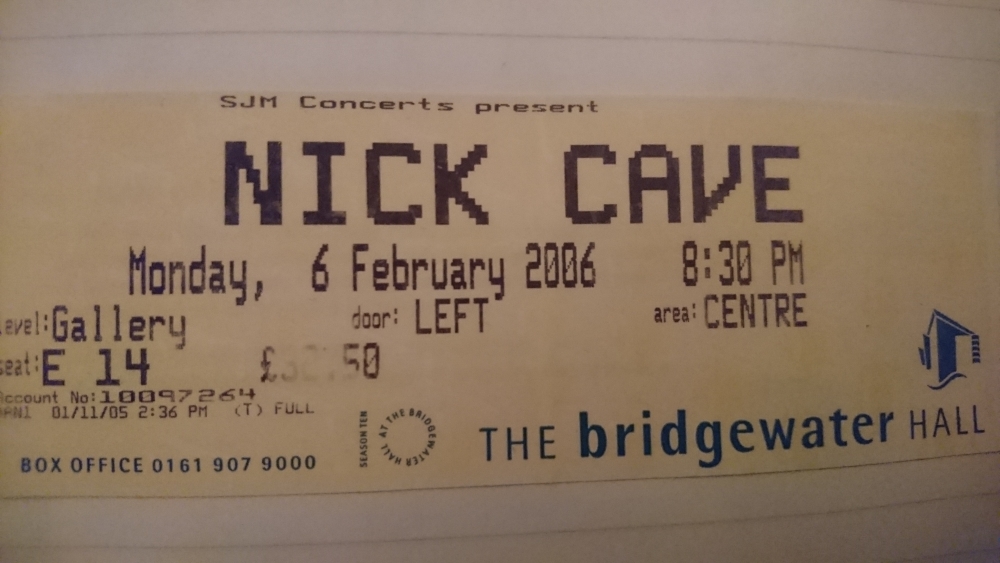 SJM Concerts present
NICK CAVE
Monday, 6 February 2006 8:30 PM
evel: Gallery door: LEFT area: CENTRE
seat: E 14 50
ccount No: 10097264
01/11/05 2:36 PM (T) FULL
BOX OFFICE 0161 907 9000
SEASON TEN
AT THE BRIDGEWATER HALL
THE bridgewater HALL